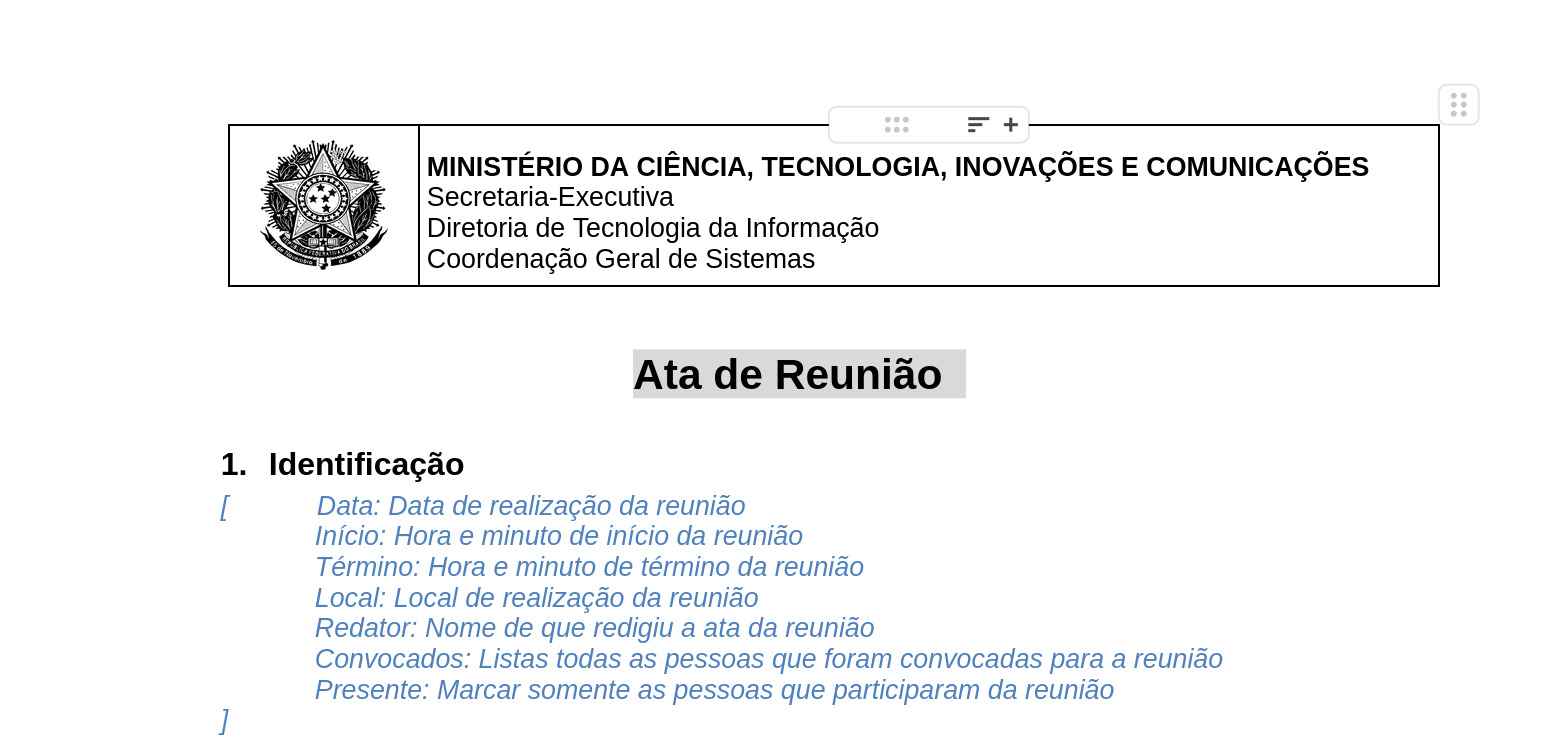 MINISTÉRIO DA CIÊNCIA, TECNOLOGIA, INOVAÇÕES E COMUNICAÇÕES
Secretaria-Executiva
Diretoria de Tecnologia da Informação
Coordenação Geral de Sistemas
Ata de Reunião
1. Identificação
[ Data: Data de realização da reunião
Início: Hora e minuto de início da reunião
Término: Hora e minuto de término da reunião
Local: Local de realização da reunião
Redator: Nome de que redigiu a ata da reunião
Convocados: Listas todas as pessoas que foram convocadas para a reunião
Presente: Marcar somente as pessoas que participaram da reunião
]